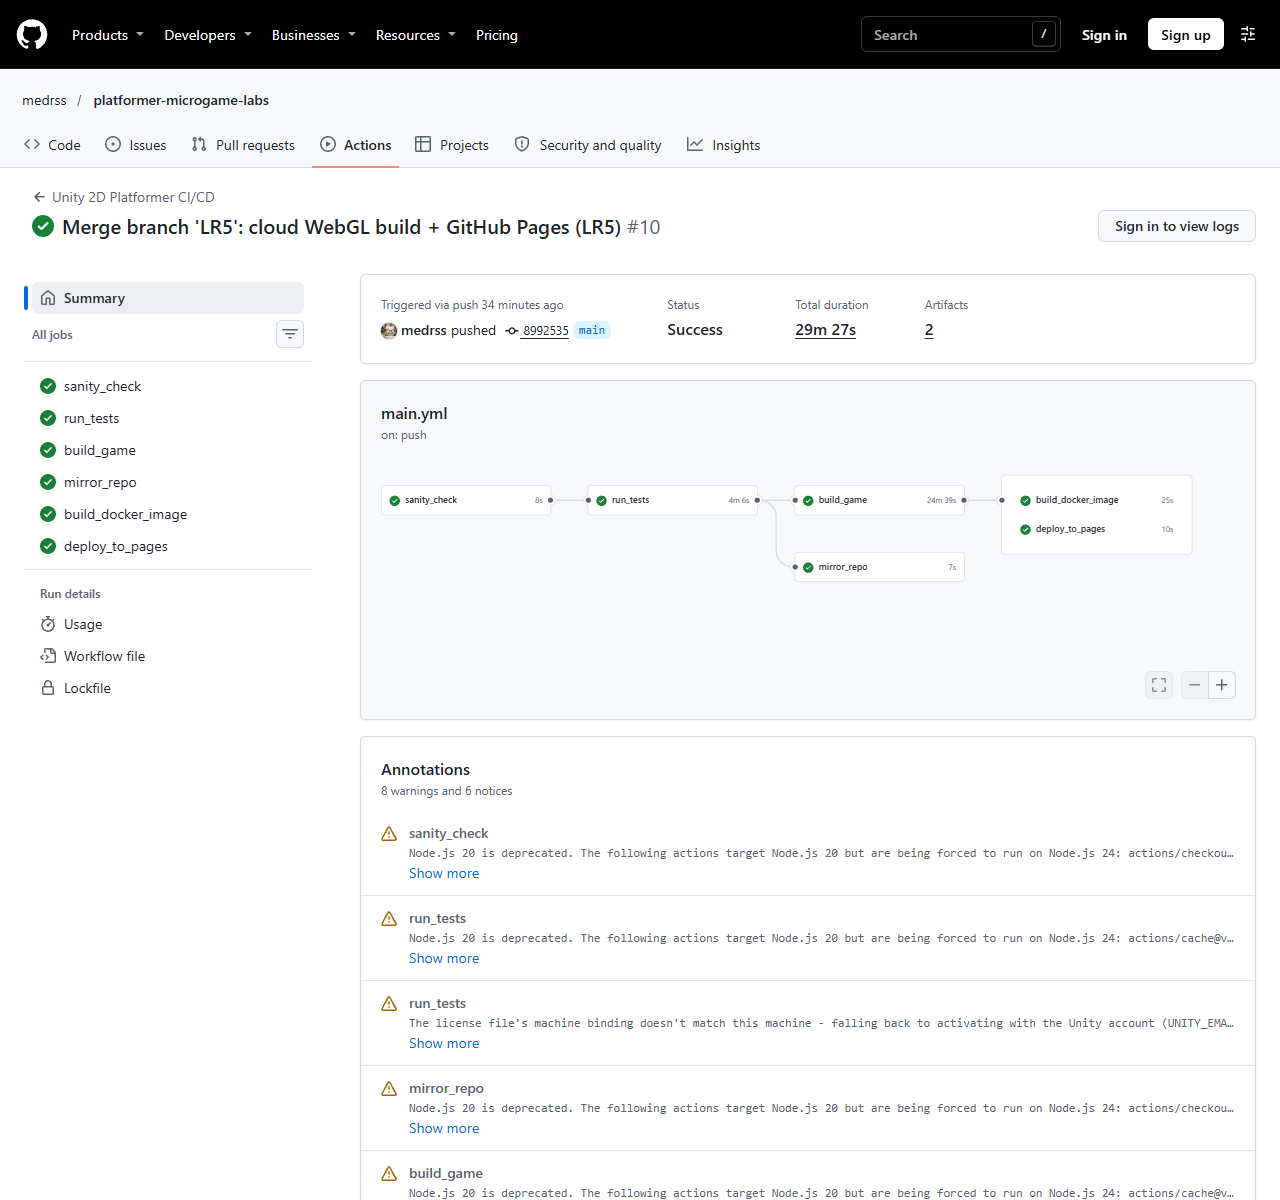 Products
Developers
Businesses
Resources
Pricing
Search
/
Sign in
Sign up
medrss / platformer-microgame-labs
Code
Issues
Pull requests
Actions
Projects
Security and quality
Insights
Unity 2D Platformer CI/CD
Merge branch 'LR5': cloud WebGL build + GitHub Pages (LR5) #10
Sign in to view logs
Summary
All jobs
sanity_check
run_tests
build_game
mirror_repo
build_docker_image
deploy_to_pages
Run details
Usage
Workflow file
Lockfile
Triggered via push 34 minutes ago
medrss pushed 8992535 main
Status
Success
Total duration
29m 27s
Artifacts
2
main.yml
on: push
sanity_check 8s
run_tests 4m 6s
build_game 24m 39s
mirror_repo 7s
build_docker_image 25s
deploy_to_pages 10s
Annotations
8 warnings and 6 notices
sanity_check
Node.js 20 is deprecated. The following actions target Node.js 20 but are being forced to run on Node.js 24: actions/checkou…
Show more
run_tests
Node.js 20 is deprecated. The following actions target Node.js 20 but are being forced to run on Node.js 24: actions/cache@v…
Show more
run_tests
The license file's machine binding doesn't match this machine - falling back to activating with the Unity account (UNITY_EMA…
Show more
mirror_repo
Node.js 20 is deprecated. The following actions target Node.js 20 but are being forced to run on Node.js 24: actions/checkou…
Show more
build_game
Node.js 20 is deprecated. The following actions target Node.js 20 but are being forced to run on Node.js 24: actions/cache@v…